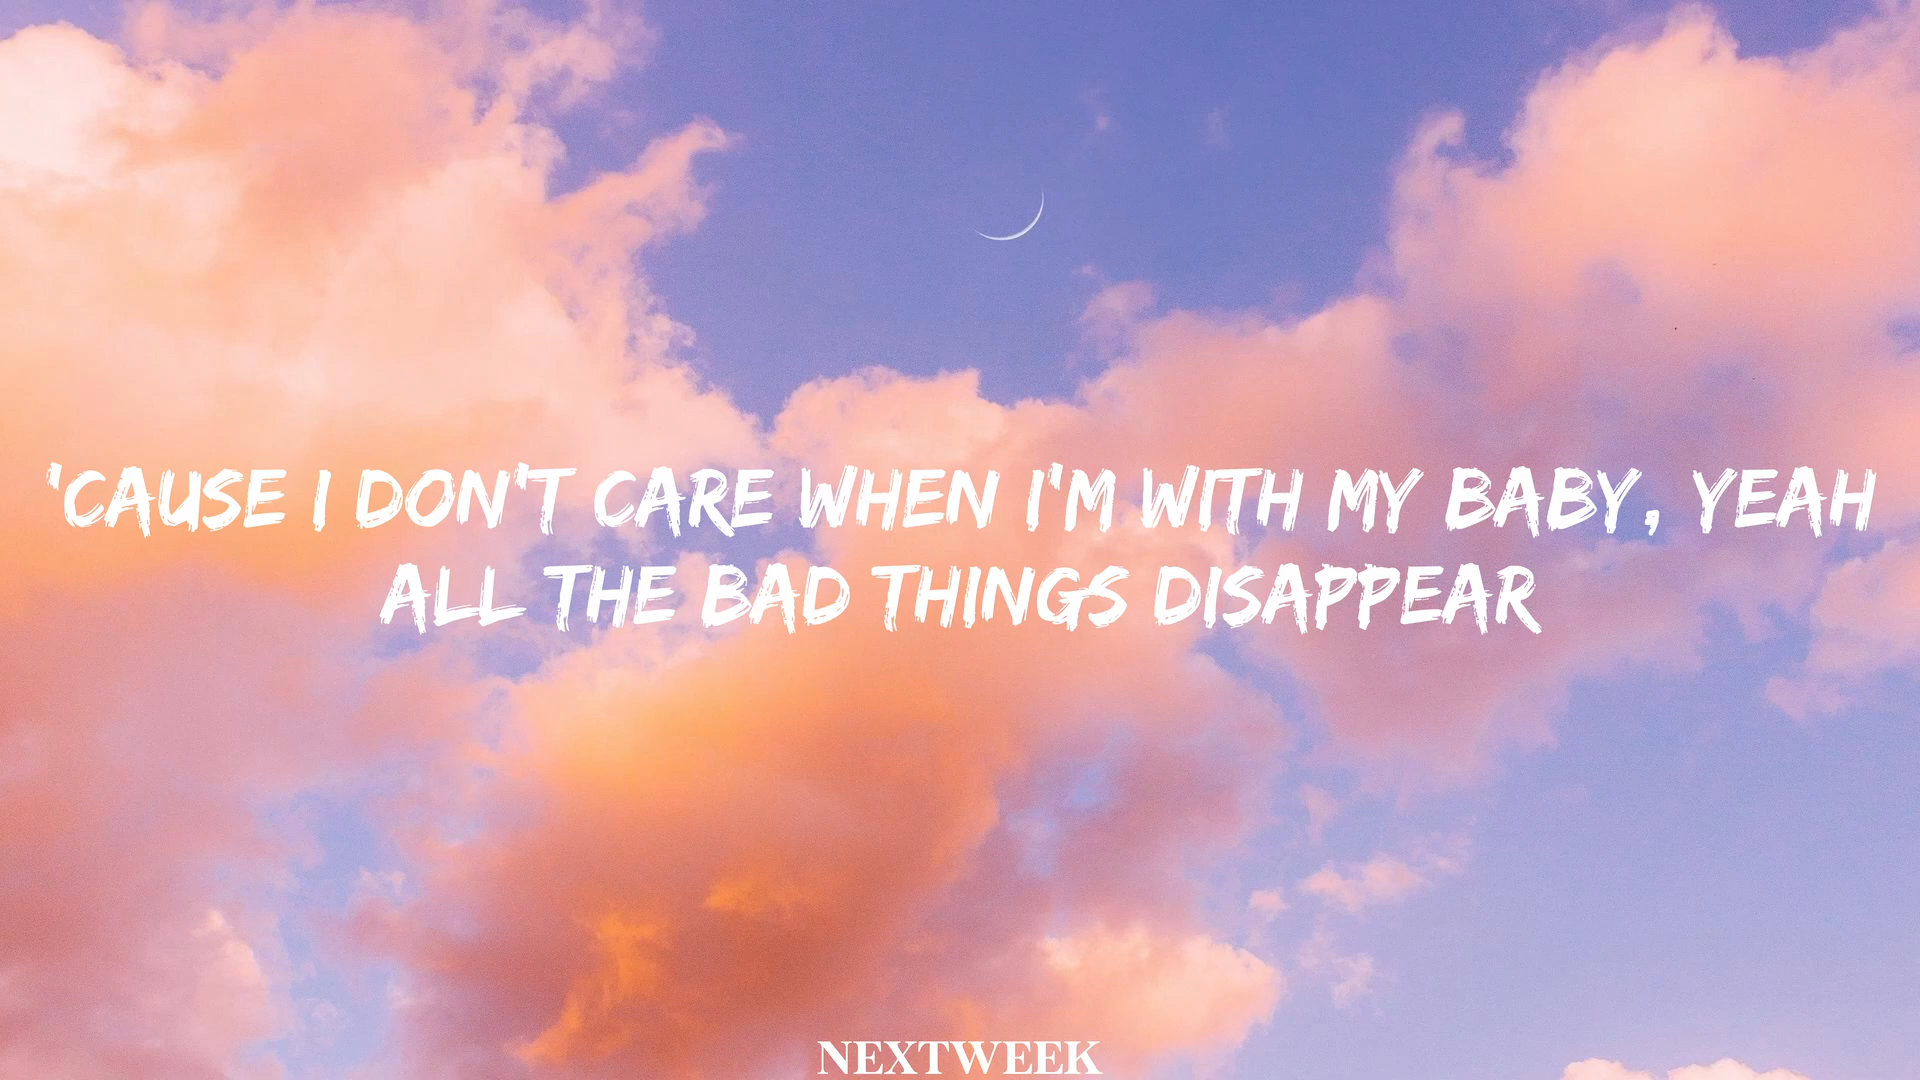 'CAUSE I DON'T CARE WHEN I'M WITH MY BABY, YEAH
ALL THE BAD THINGS DISAPPEAR
NEXTWEEK